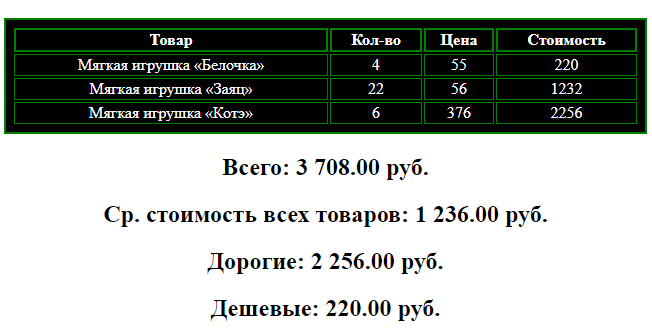 Товар Кол-во Цена Стоимость
Мягкая игрушка «Белочка» 4 55 220
Мягкая игрушка «Заяц» 22 56 1232
Мягкая игрушка «Котэ» 6 376 2256
Всего: 3 708.00 руб.
Ср. стоимость всех товаров: 1 236.00 руб.
Дорогие: 2 256.00 руб.
Дешевые: 220.00 руб.